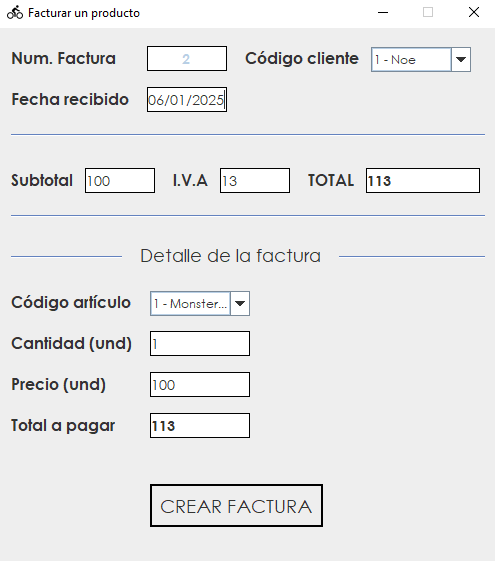 Facturar un producto
Num. Factura 2 Código cliente 1 - Noe
Fecha recibido 06/01/2025
Subtotal 100 I.V.A 13 TOTAL 113
Detalle de la factura
Código artículo 1 - Monster...
Cantidad (und) 1
Precio (und) 100
Total a pagar 113
CREAR FACTURA